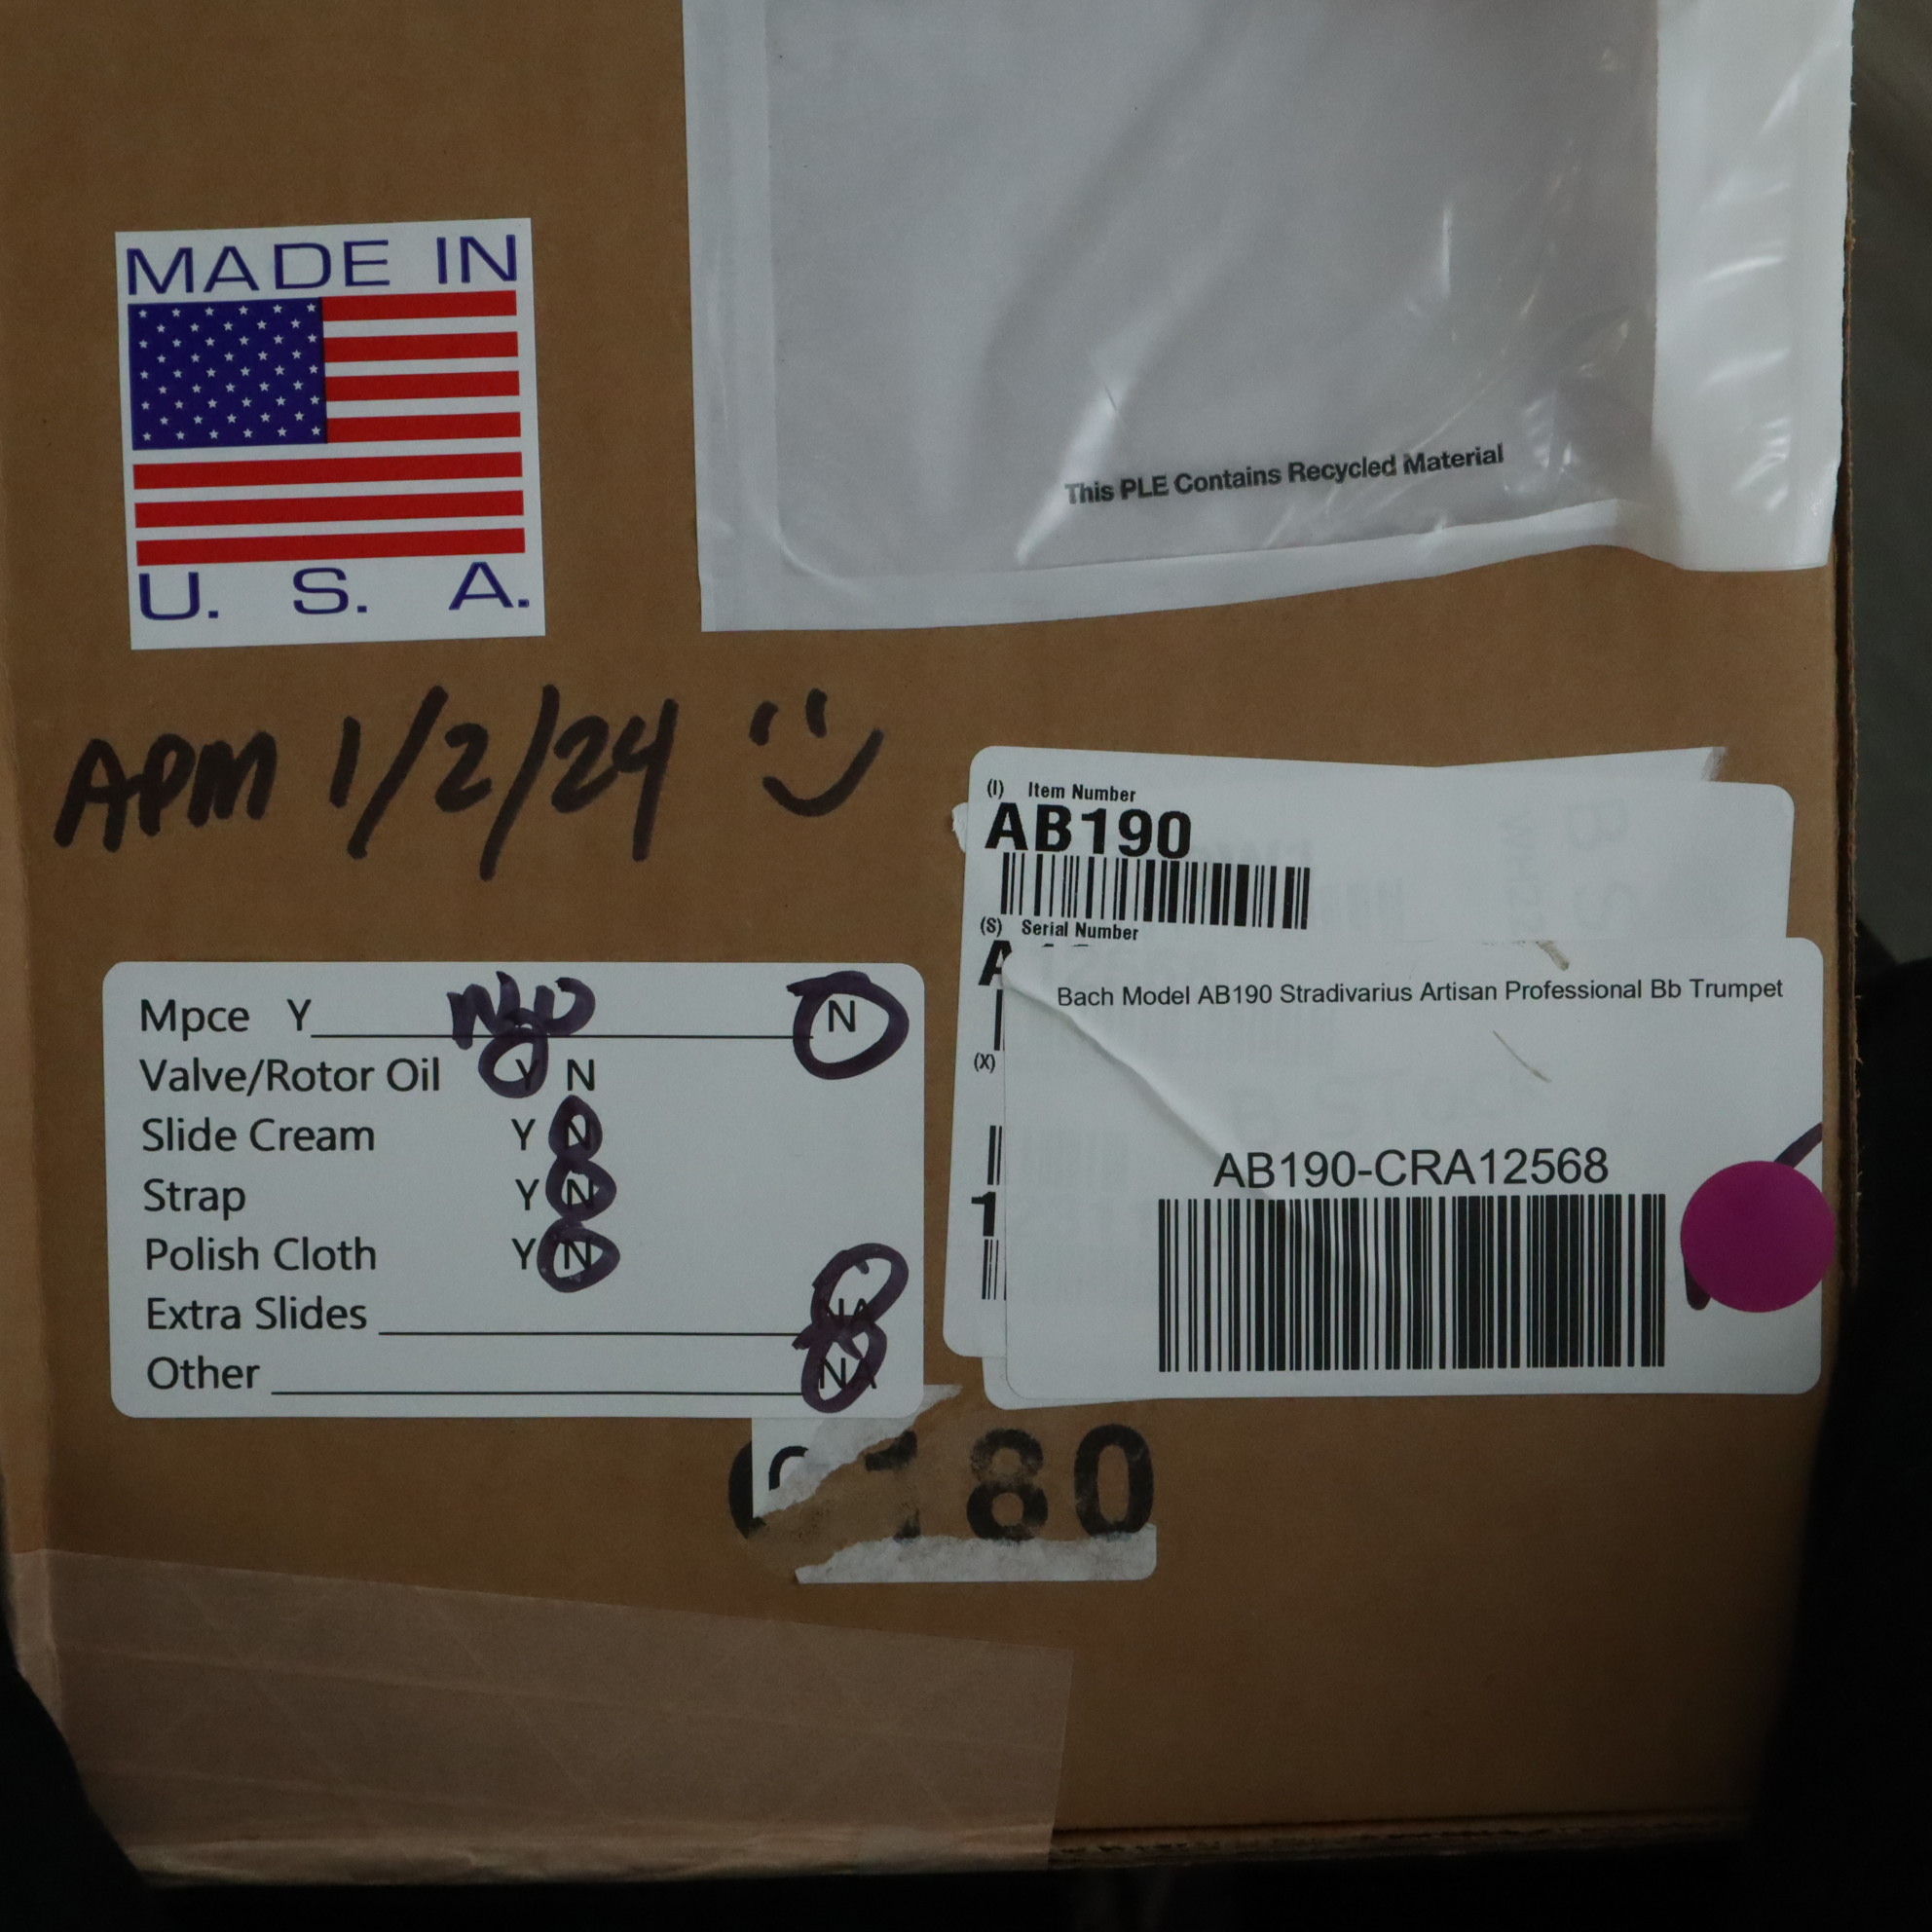 MADE IN
U. S. A.
This PLE Contains Recycled Material
APM 1/2/24
(I) Item Number
AB190
(S) Serial Number
A
(X)
1
Bach Model AB190 Stradivarius Artisan Professional Bb Trumpet
AB190-CRA12568
Mpce Y N
Valve/Rotor Oil Y N
Slide Cream Y N
Strap Y N
Polish Cloth Y N
Extra Slides NA
Other NA
180